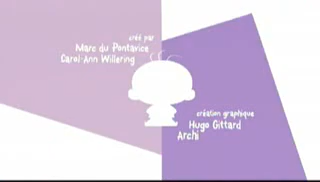 créé par
Marc du Pontavice
Carol-Ann Willering
création graphique
Hugo Gittard
Archi